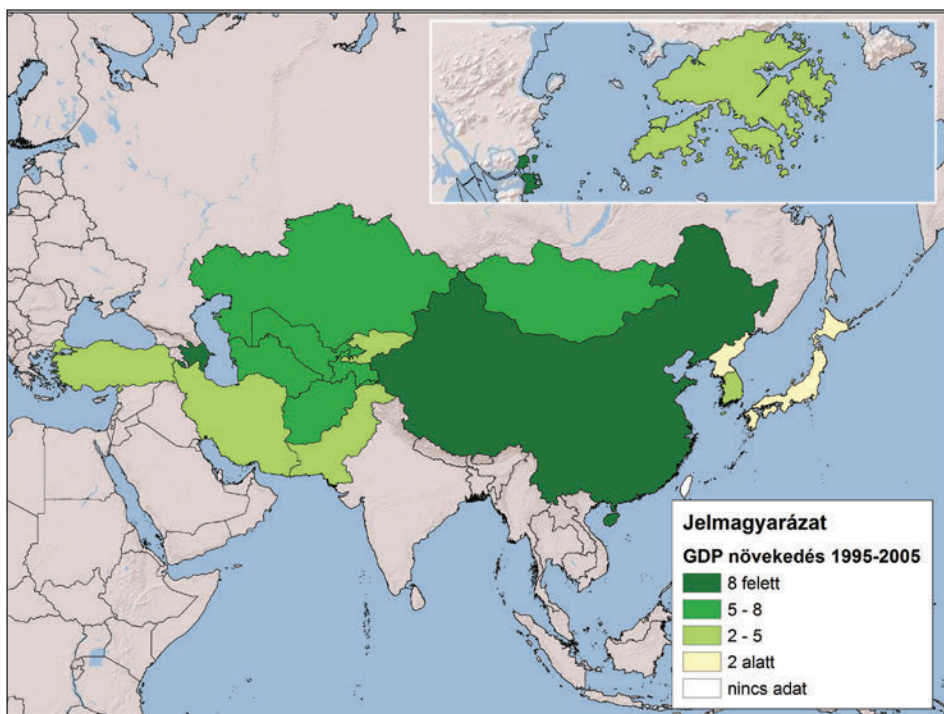 Jelmagyarázat
GDP növekedés 1995-2005
8 felett
5 - 8
2 - 5
2 alatt
nincs adat